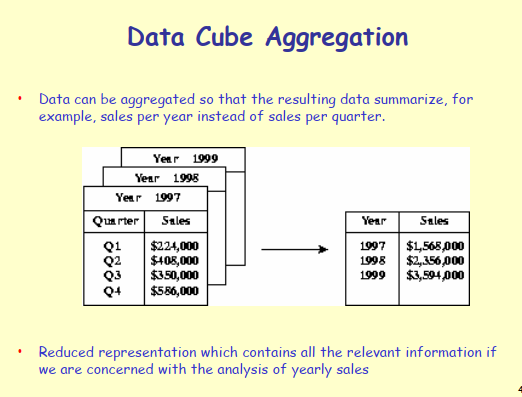 Data Cube Aggregation
• Data can be aggregated so that the resulting data summarize, for
example, sales per year instead of sales per quarter.
Year 1999
Year 1998
Year 1997
Quarter Sales
Q1 $224,000
Q2 $408,000
Q3 $350,000
Q4 $586,000
Year Sales
1997 $1,568,000
1998 $2,356,000
1999 $3,594,000
• Reduced representation which contains all the relevant information if
we are concerned with the analysis of yearly sales
4